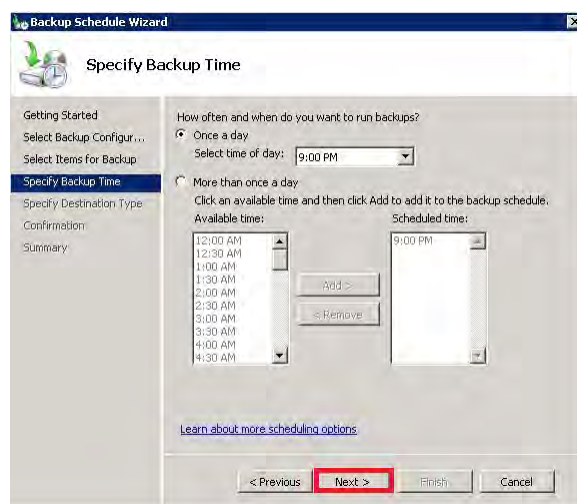 Backup Schedule Wizard
Specify Backup Time
Getting Started
Select Backup Configur...
Select Items for Backup
Specify Backup Time
Specify Destination Type
Confirmation
Summary
How often and when do you want to run backups?
Once a day
Select time of day:
9:00 PM
More than once a day
Click an available time and then click Add to add it to the backup schedule.
Available time:
12:00 AM
12:30 AM
1:00 AM
1:30 AM
2:00 AM
2:30 AM
3:00 AM
3:30 AM
4:00 AM
4:30 AM
Add >
< Remove
Scheduled time:
9:00 PM
Learn about more scheduling options
< Previous
Next >
Finish
Cancel